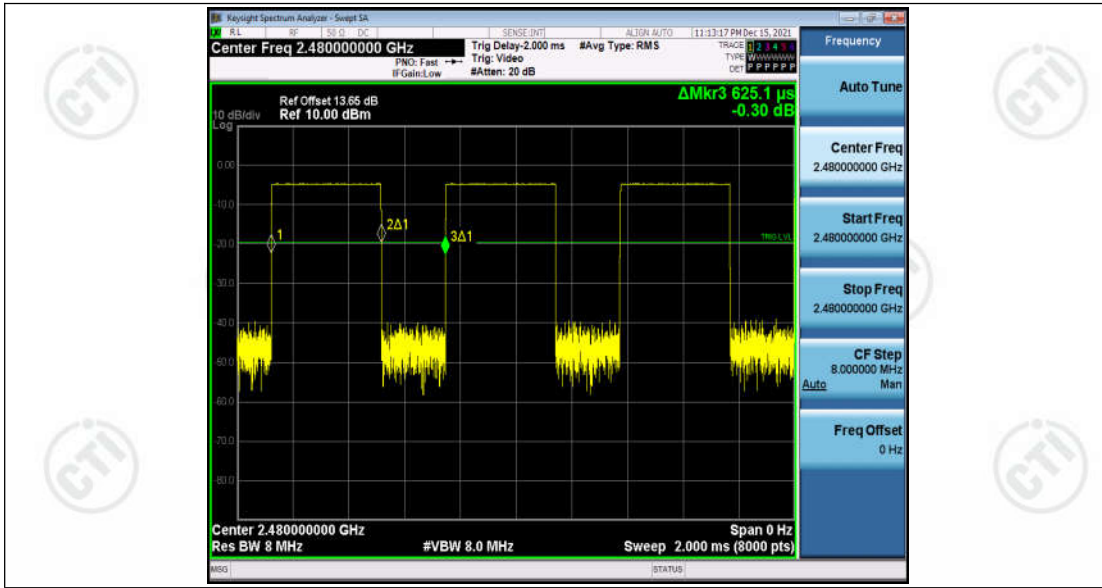 Keysight Spectrum Analyzer - Swept SA
RL RF 50 Ω DC SENSE:INT ALIGN AUTO 11:13:17 PM Dec 15, 2021
Center Freq 2.480000000 GHz
PNO: Fast
IFGain:Low
Trig Delay-2.000 ms
Trig: Video
#Atten: 20 dB
#Avg Type: RMS
TRACE 1 2 3 4 5 6
TYPE W
DET P P P P P P
Frequency
Auto Tune
Center Freq
2.480000000 GHz
Start Freq
2.480000000 GHz
Stop Freq
2.480000000 GHz
CF Step
8.000000 MHz
Auto Man
Freq Offset
0 Hz
ΔMkr3 625.1 µs
-0.30 dB
Ref Offset 13.65 dB
10 dB/div Ref 10.00 dBm
Log
0.00
-10.0
-20.0
-30.0
-40.0
-50.0
-60.0
-70.0
-80.0
1
2Δ1
3Δ1
TRIG LVL
Center 2.480000000 GHz
Span 0 Hz
Res BW 8 MHz
#VBW 8.0 MHz
Sweep 2.000 ms (8000 pts)
MSG
STATUS
CTI
CTI
CTI
CTI